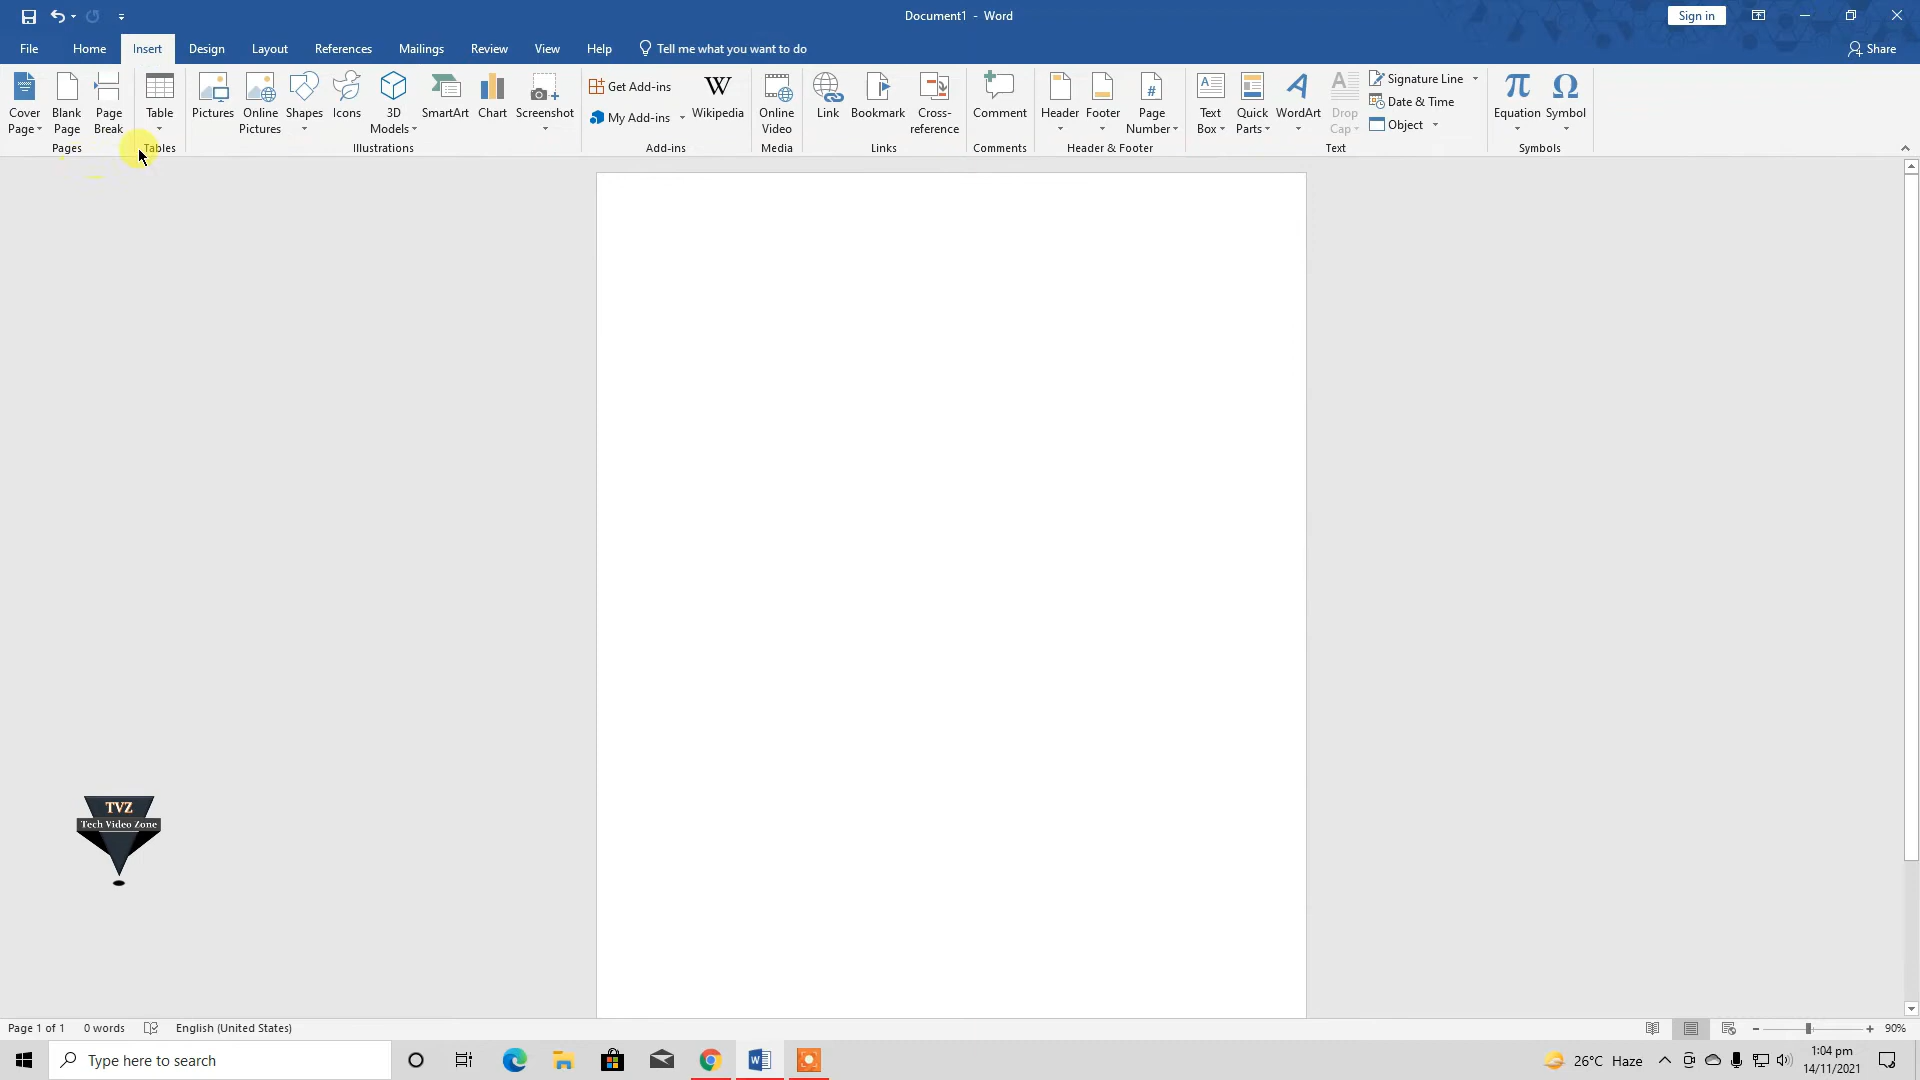 Document1 - Word
Sign in
File Home Insert Design Layout References Mailings Review View Help Tell me what you want to do Share
Cover Page
Blank Page
Page Break
Pages
Table
Tables
Pictures
Online Pictures
Shapes
Icons
3D Models
SmartArt
Chart
Screenshot
Illustrations
Get Add-ins
My Add-ins
W Wikipedia
Add-ins
Online Video
Media
Link
Bookmark
Cross-reference
Links
Comment
Comments
Header
Footer
# Page Number
Header & Footer
A Text Box
Quick Parts
A WordArt
A Drop Cap
Signature Line
Date & Time
Object
Text
π Equation
Ω Symbol
Symbols
TVZ
Tech Video Zone
Page 1 of 1 0 words English (United States) 90%
Type here to search
26°C Haze
1:04 pm
14/11/2021